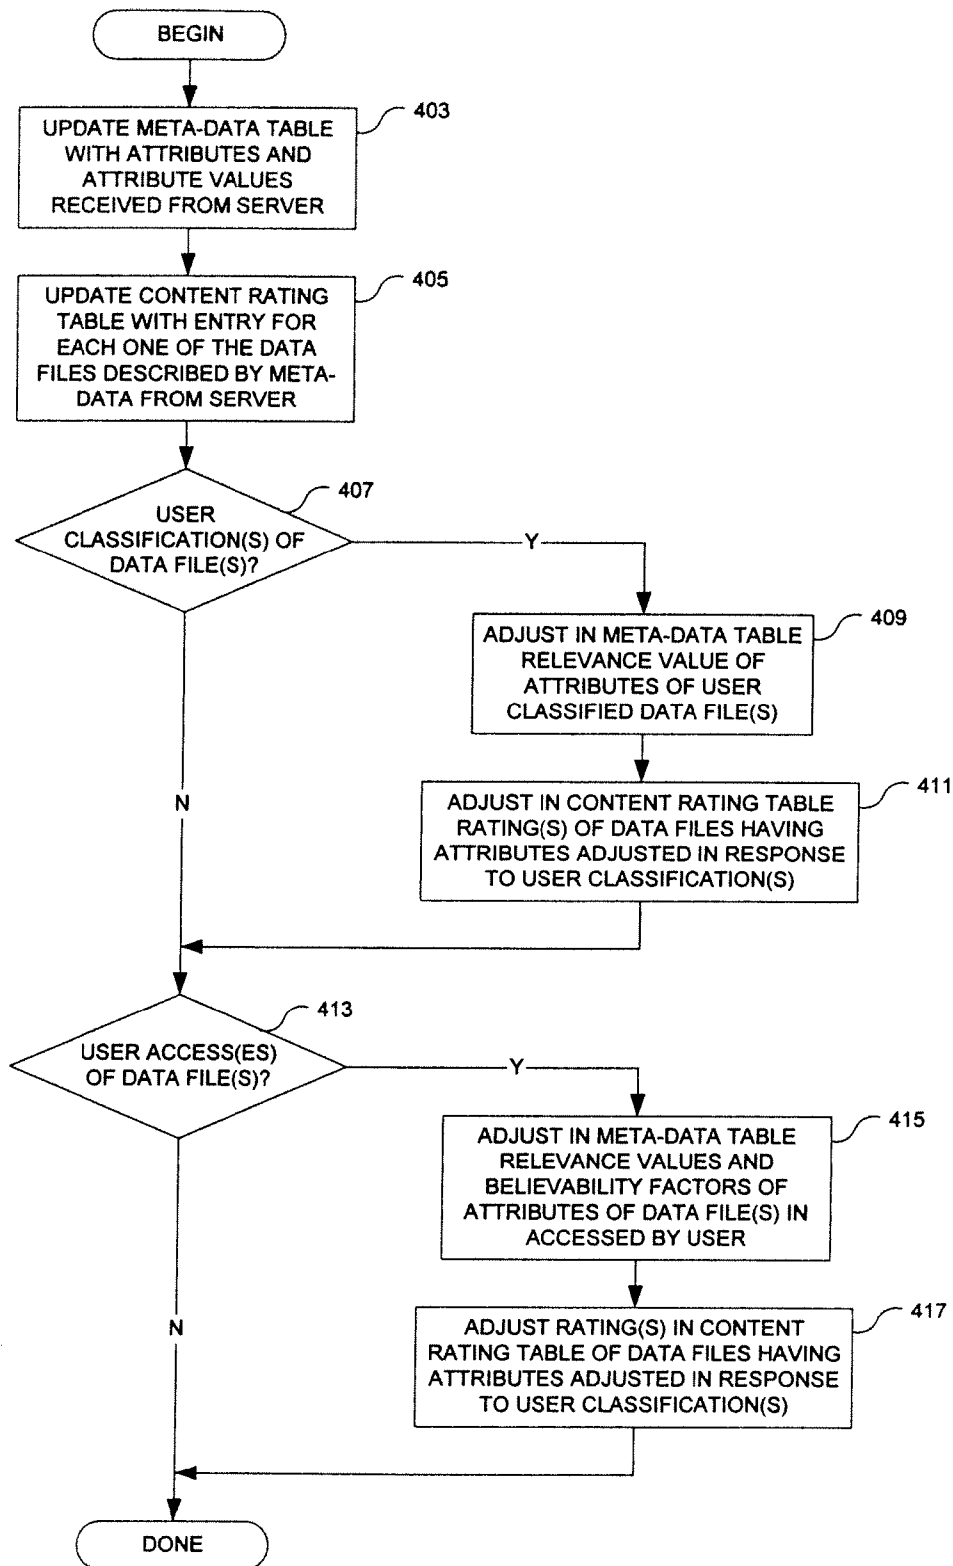 BEGIN
403
UPDATE META-DATA TABLE
WITH ATTRIBUTES AND
ATTRIBUTE VALUES
RECEIVED FROM SERVER
405
UPDATE CONTENT RATING
TABLE WITH ENTRY FOR
EACH ONE OF THE DATA
FILES DESCRIBED BY META-
DATA FROM SERVER
407
USER
CLASSIFICATION(S) OF
DATA FILE(S)?
Y
409
ADJUST IN META-DATA TABLE
RELEVANCE VALUE OF
ATTRIBUTES OF USER
CLASSIFIED DATA FILE(S)
N
411
ADJUST IN CONTENT RATING TABLE
RATING(S) OF DATA FILES HAVING
ATTRIBUTES ADJUSTED IN RESPONSE
TO USER CLASSIFICATION(S)
413
USER ACCESS(ES)
OF DATA FILE(S)?
Y
415
ADJUST IN META-DATA TABLE
RELEVANCE VALUES AND
BELIEVABILITY FACTORS OF
ATTRIBUTES OF DATA FILE(S) IN
ACCESSED BY USER
N
417
ADJUST RATING(S) IN CONTENT
RATING TABLE OF DATA FILES HAVING
ATTRIBUTES ADJUSTED IN RESPONSE
TO USER CLASSIFICATION(S)
DONE